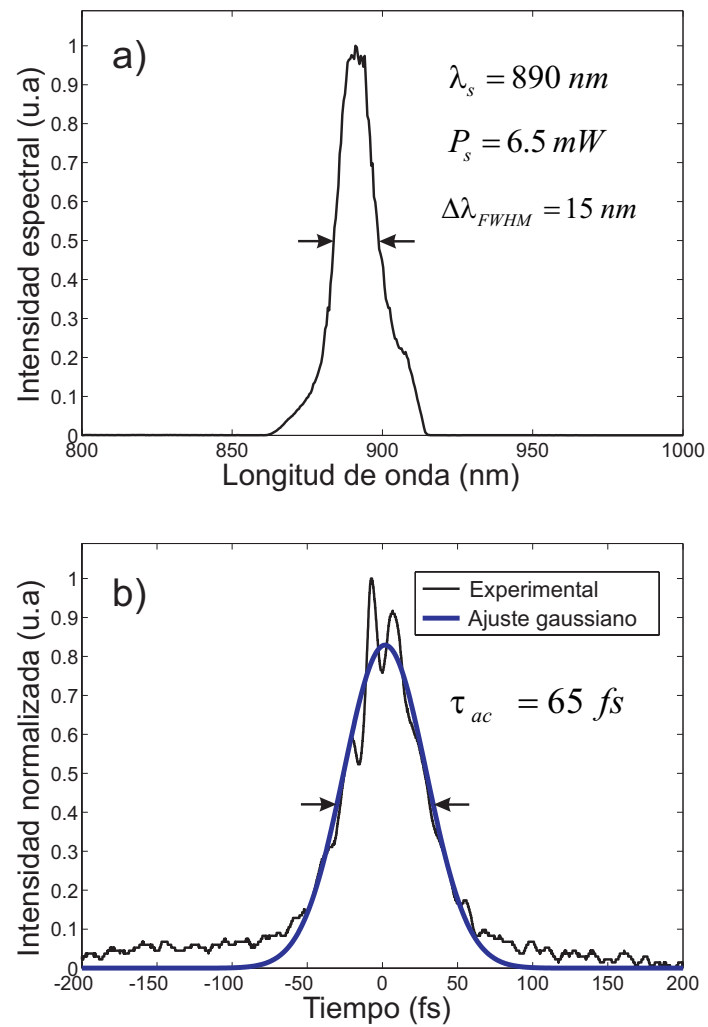 a)
λs = 890 nm
Ps = 6.5 mW
ΔλFWHM = 15 nm
Intensidad espectral (u.a)
1
0.9
0.8
0.7
0.6
0.5
0.4
0.3
0.2
0.1
0
800 850 900 950 1000
Longitud de onda (nm)
b)
Experimental
Ajuste gaussiano
τac = 65 fs
Intensidad normalizada (u.a)
1
0.9
0.8
0.7
0.6
0.5
0.4
0.3
0.2
0.1
0
-200 -150 -100 -50 0 50 100 150 200
Tiempo (fs)